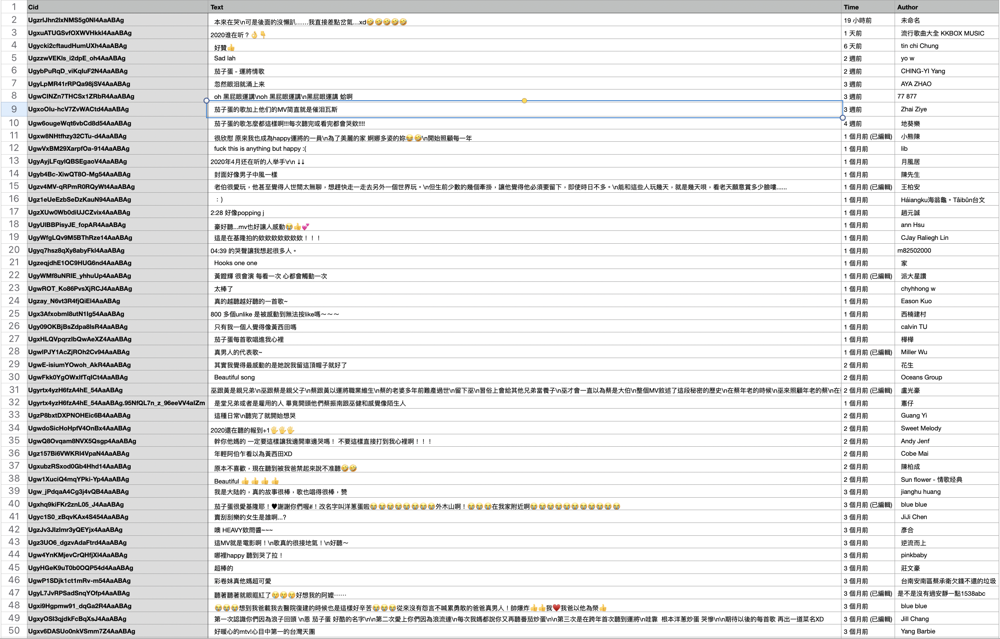 1 Cid Text Time Author
2 UgzrlJhn2IxNMS5g0Nl4AaABAg 本來在哭\n可是後面的沒懶趴……我直接差點岔氣…xd🤣🤣🤣🤣🤣 19 小時前 未命名
3 UgxuATUGSvfOXWVHkkl4AaABAg 2020谁在听？👌👇 1 天前 流行歌曲大全 KKBOX MUSIC
4 Ugycki2cftaudHumUXh4AaABAg 好贊👍 6 天前 tin chi Chung
5 UgzzwVEKls_i2dpE_oh4AaABAg Sad lah 2 週前 yo w
6 UgybPuRqD_viKqIuF2N4AaABAg 茄子蛋 - 運將情歌 2 週前 CHING-YI Yang
7 UgyLpMR41rRPQa98jSV4AaABAg 忽然眼泪就涌上来 3 週前 AYA ZHAO
8 UgwCINZn7THCSx1ZRbR4AaABAg oh 黑屁眼運講\noh 黑屁眼運講\n黑屁眼運講 蛤啊 3 週前 77 877
9 UgxoOIu-hcV7ZvWACtd4AaABAg 茄子蛋的歌加上他们的MV简直就是催泪瓦斯 3 週前 Zhai Ziye
10 Ugw6ougeWqt6vbCd8d54AaABAg 茄子蛋的歌怎麼都這樣啊!!!每次聽完或看完都會哭欸!!!! 4 週前 地葵樂
11 Ugxw8NHtfhzy32CTu-d4AaABAg 很欣慰 原來我也成為happy運將的一員\n為了美麗的家 婀娜多姿的妳😂🤣\n開始照顧每一年 1 個月前 (已編輯) 小熊陳
12 UgwVxBM29XarpfOa-914AaABAg fuck this is anything but happy :( 1 個月前 lib
13 UgyAyjLFqylQBSEgaoV4AaABAg 2020年4月还在听的人举手\r\n ↓↓ 1 個月前 月風居
14 Ugyb4Bc-XiwQT8O-Mg54AaABAg 封面好像男子中風一樣 1 個月前 陳先生
15 Ugzv4MV-qRPmR0RQyWt4AaABAg 老伯很愛玩，他甚至覺得人世間太無聊，想趕快走一走去另外一個世界玩。\n但生前少數的幾個牽掛，讓他覺得他必須要留下，即使時日不多。\n能和這些人玩幾天，就是幾天唄，看老天願意賞多少臉嘍...... 1 個月前 (已編輯) 王柏安
16 Ugz1eUeEzbSeDzKauN94AaABAg ：) 1 個月前 Háiangku海翁龜。Tâibûn台文
17 UgzXUw0Wb0diUJCZvix4AaABAg 2:28 好像popping j 1 個月前 趙元誠
18 UgyUlBBPisyJE_fopAR4AaABAg 豪好聽...mv也好讓人感動😭👍💕 1 個月前 ann Hsu
19 UgyWfgLQv9M5BThRze14AaABAg 這是在基隆拍的欸欸欸欸欸欸欸！！！ 1 個月前 CJay Raliegh Lin
20 Ugyq7hsz8qXy8abyFkl4AaABAg 04:39 的哭聲讓我想起很多人。 1 個月前 m82502000
21 UgzeqjdhE1OC9HUG6nd4AaABAg Hooks one one 1 個月前 家
22 UgyWMf8uNRIE_yhhuUp4AaABAg 黃鐙輝 很會演 每看一次 心都會觸動一次 1 個月前 (已編輯) 派大星讚
23 UgwROT_Ko86PvsXjRCJ4AaABAg 太棒了 1 個月前 chyhhong w
24 Ugzay_N6vt3R4fjQiEl4AaABAg 真的越聽越好聽的一首歌~ 1 個月前 Eason Kuo
25 Ugx3AfxobmI8utN1Ig54AaABAg 800 多個unlike 是被感動到無法按like嗎～～～ 1 個月前 西楠建村
26 Ugy09OKBjBsZdpa8lsR4AaABAg 只有我一個人覺得像黃西田嗎 1 個月前 calvin TU
27 UgxHLQVpqrzIbQwAeXZ4AaABAg 茄子蛋每首歌唱進我心裡 1 個月前 樺樺
28 UgwlPJY1AcZjROh2Cv94AaABAg 真男人的代表歌~ 1 個月前 (已編輯) Miller Wu
29 UgwE-isiumYOwoh_AkR4AaABAg 其實我覺得最感動的是她說我留這頂帽子就好了 2 個月前 花生
30 UgwFkk0YgOWxIfTqICt4AaABAg Beautiful song 2 個月前 Oceans Group
31 Ugyrtx4yzH6fzA4hE_54AaABAg 巫跟黃是親兄弟\n巫跟蔡是親父子\n蔡跟黃以運將職業維生\n蔡的老婆多年前難產過世\n留下巫\n習俗上會給其他兄弟當養子\n巫才會一直以為蔡是大伯\n整個MV敘述了這段秘密的歷史\n在蔡年老的時候\n巫來照顧年老的蔡\n在 2 個月前 (已編輯) 盧光豪
32 Ugyrtx4yzH6fzA4hE_54AaABAg.95NfQL7n_z_96eeVV4aIZm 是堂兄弟或者是雇用的人 畢竟開頭他們蔡振南跟巫健和感覺像陌生人 1 個月前 憲仔
33 UgzP8bxtDXPNOHEic6B4AaABAg 這種日常\n聽完了就開始想哭 2 個月前 Guang Yi
34 UgwdoSicHoHpfV4OnBx4AaABAg 2020還在聽的報到+1🖐🖐🖐 2 個月前 Sweet Melody
35 UgwQ8Ovqam8NVX5Qsgp4AaABAg 幹你他媽的 一定要這樣讓我邊開車邊哭嗎！ 不要這樣直接打到我心裡啊！！！ 2 個月前 Andy Jenf
36 Ugz157Bi6VWKRI4VpaN4AaABAg 年輕阿伯乍看以為黃西田XD 2 個月前 Cobe Mai
37 UgxubzRSxod0Gb4Hhd14AaABAg 原本不喜歡，現在聽到被我爸禁起來說不准聽🤣🤣 2 個月前 陳柏成
38 Ugw1XuciQ4mqYPki-Yp4AaABAg Beautiful 👍 👍 👍 👍 2 個月前 Sun flower - 情歌经典
39 Ugw_jPdqaA4Cg3j4vQB4AaABAg 我是大陆的，真的故事很棒，歌也唱得很棒，赞 3 個月前 jianghu huang
40 Ugxhq9kiFKr2znL05_J4AaABAg 茄子蛋很愛基隆耶！♥謝謝你們喔✌！改名字叫洋蔥蛋啦😭😭😭😭😭😭😭😭外木山啊！😭😭😭在我家附近啊😭😭😭😭😭😭😭😭😭😭😭 3 個月前 (已編輯) blue blue
41 Ugyc1S0_zBqvKAx4S454AaABAg 賣刮刮樂的女生是誰啊...? 3 個月前 JiJi Chen
42 UgzJv3JIzlmr3yQEYjx4AaABAg 噢 HEAVY欸問醬~~~ 3 個月前 彥合
43 Ugz3UO6_dgzvAdaFtrd4AaABAg 這MV就是電影啊！\n歌真的很接地氣！\n好聽～ 3 個月前 逆流而上
44 Ugw4YnKMjevCrQHfjXl4AaABAg 哪裡happy 聽到哭了拉！ 3 個月前 pinkbaby
45 UgyHGeK9uT0b0OQP54d4AaABAg 超棒的 3 個月前 莊文豪
46 UgwP1SDjk1ct1mRv-m54AaABAg 彩卷妹真他媽超可愛 3 個月前 台南安南區蔡承衛欠錢不還的垃圾
47 UgyL7JvRPSadSnqYOfp4AaABAg 聽著聽著就眼眶紅了😢😢😢好想我的阿嬤⋯⋯ 3 個月前 (已編輯) 是不是沒有過安靜一點1538abc
48 Ugxi9Hgpmw91_dqGa2R4AaABAg 😭😭😭想到我爸載我去醫院復建的時候也是這樣好辛苦😭😭😭從來沒有怨言不喊累勇敢的爸爸真男人！帥爆炸👍👍我❤️我爸以他為榮👍 3 個月前 blue blue
49 UgxyOSI3qjdkFcBqXsJ4AaABAg 第一次認識你們因為浪子回頭 \n恩 茄子蛋 好酷的名字\n\n第二次愛上你們因為浪流連\n每次我媽都說你又再聽番茄炒蛋\n\n第三次是在跨年首次聽到運將\n哇靠 根本洋蔥炒蛋 哭慘\n\n期待以後的每首歌 再出一道菜名XD 3 個月前 (已編輯) Jill Chang
50 Ugxv6DASUo0nkVSmm7Z4AaABAg 好暖心的mtv!心目中第一的台灣天團 3 個月前 Yang Barbie